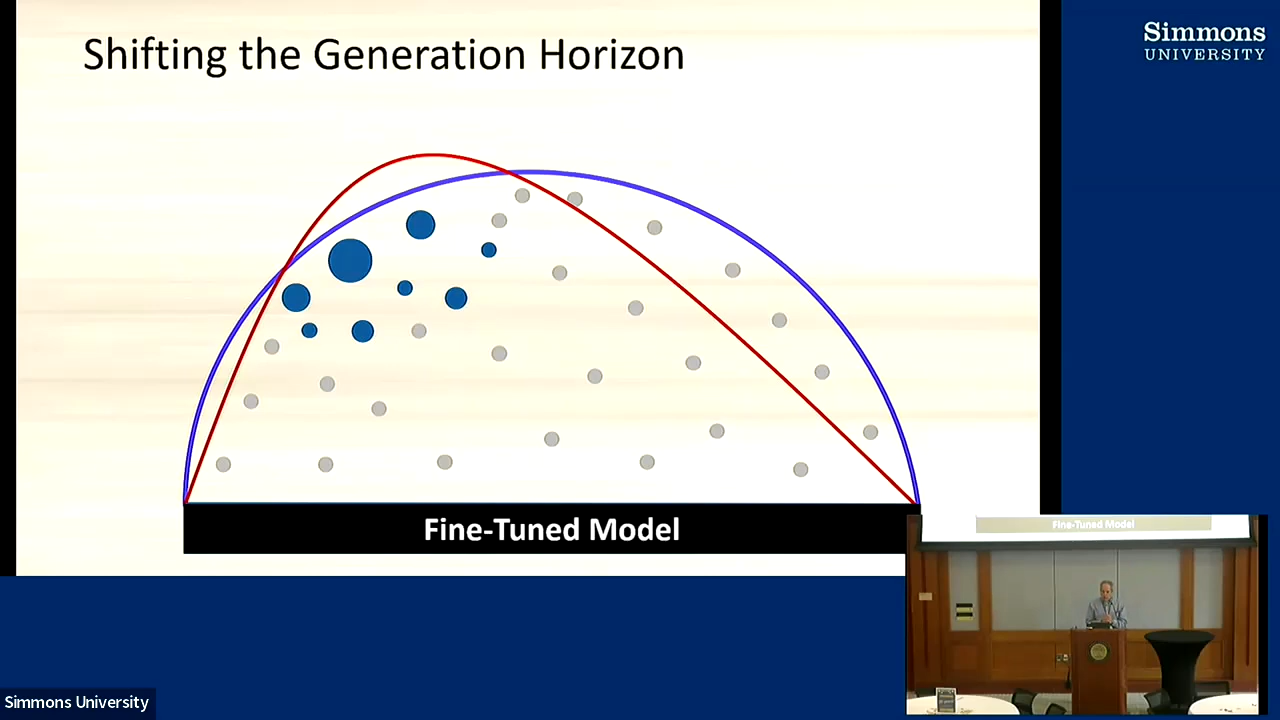 Shifting the Generation Horizon
Simmons
UNIVERSITY
Fine-Tuned Model
Fine-Tuned Model
Simmons University